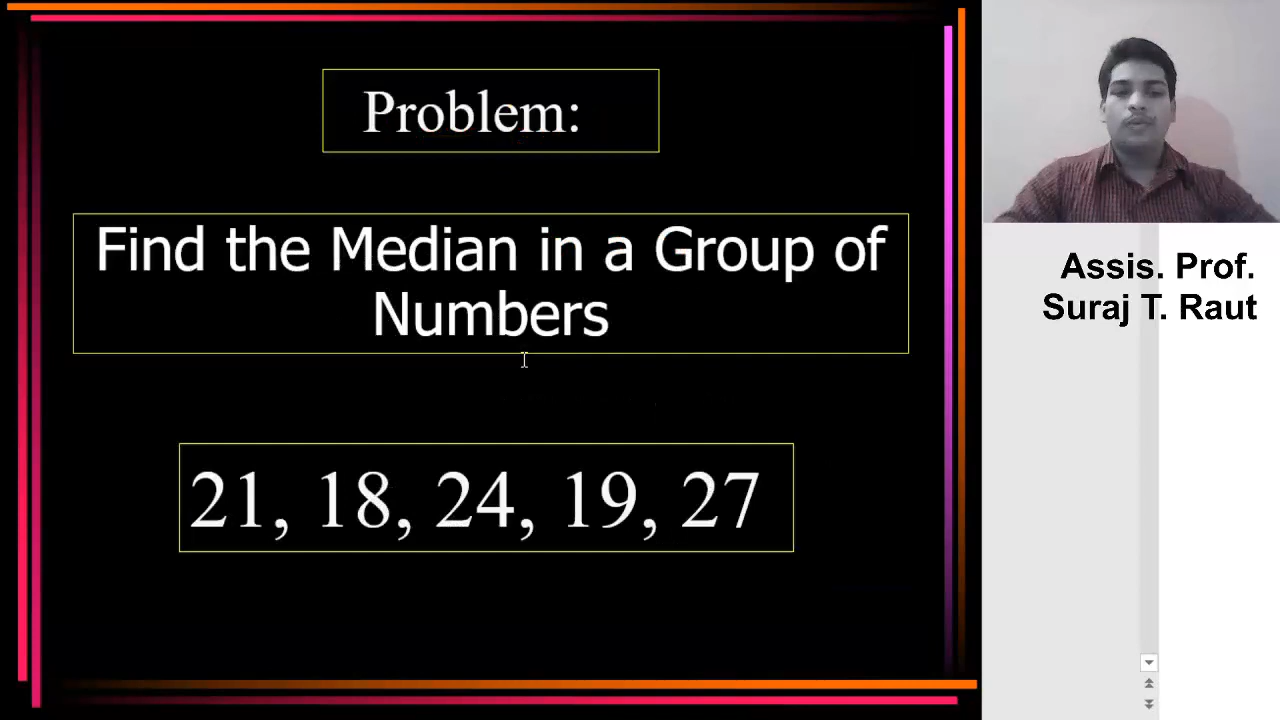 Problem:
Find the Median in a Group of
Numbers
21, 18, 24, 19, 27
Assis. Prof.
Suraj T. Raut